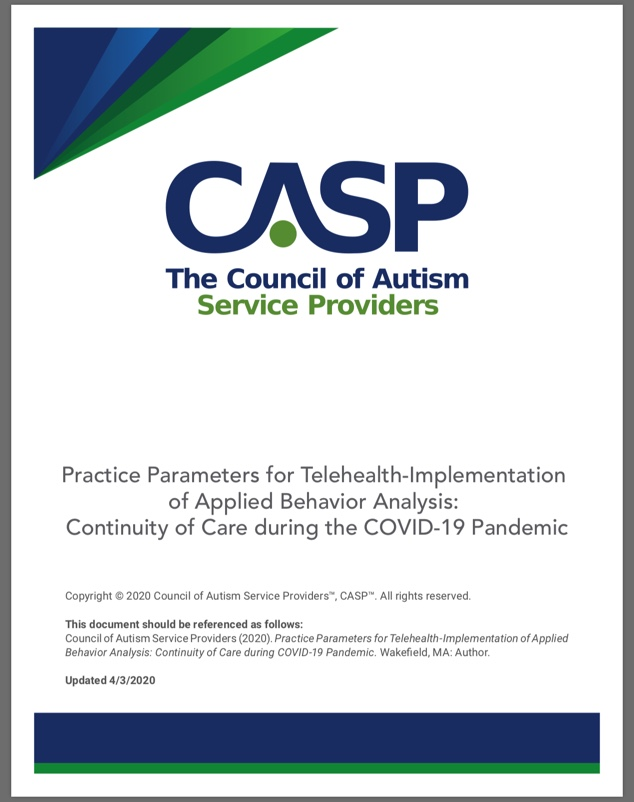 CASP
The Council of Autism
Service Providers
Practice Parameters for Telehealth-Implementation
of Applied Behavior Analysis:
Continuity of Care during the COVID-19 Pandemic
Copyright © 2020 Council of Autism Service Providers™, CASP™. All rights reserved.
This document should be referenced as follows:
Council of Autism Service Providers (2020). Practice Parameters for Telehealth-Implementation of Applied
Behavior Analysis: Continuity of Care during COVID-19 Pandemic. Wakefield, MA: Author.
Updated 4/3/2020